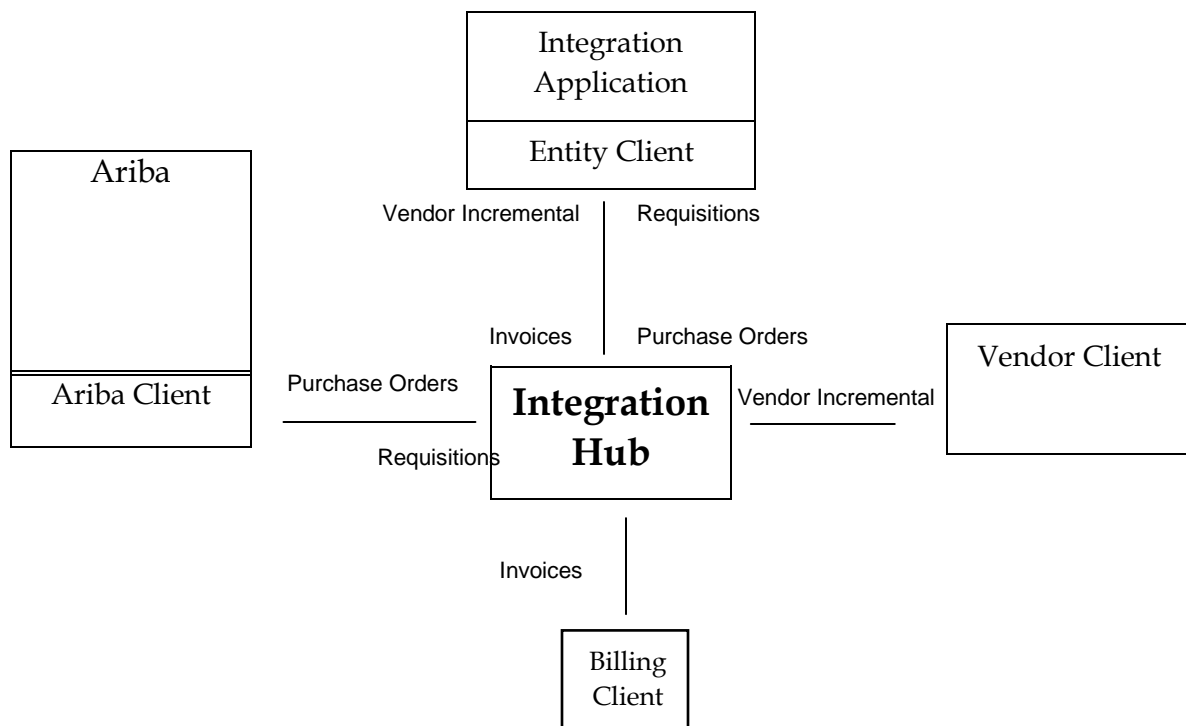 Integration
Application
Entity Client
Ariba
Vendor Incremental
Requisitions
Invoices
Purchase Orders
Vendor Client
Ariba Client
Purchase Orders
Integration
Hub
Vendor Incremental
Requisitions
Invoices
Billing
Client